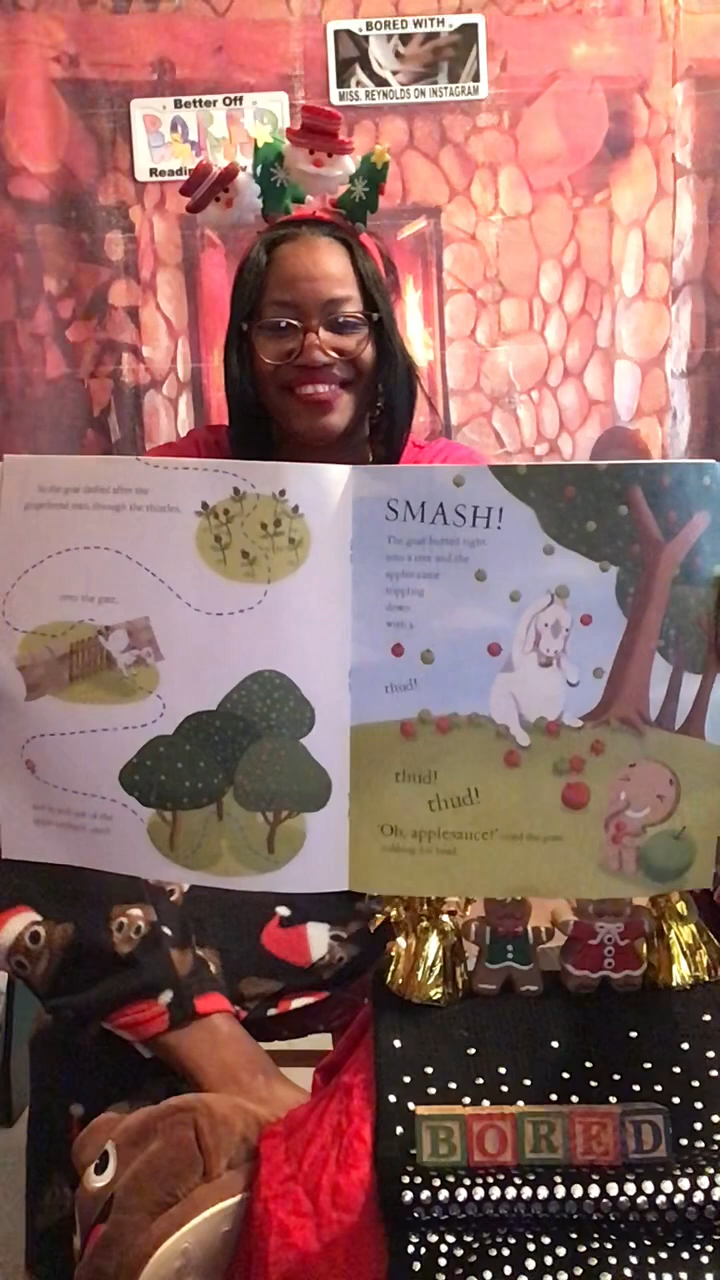 BORED WITH
MISS. REYNOLDS ON INSTAGRAM
Better Off
BORED
So the goat dashed after the
gingerbread man, through the thistles,
over the gate,
SMASH!
The goat butted right
into a tree and the
apples came
toppling
down
with a
thud!
thud!
thud!
'Oh, applesauce!' cried the goat,
rubbing his head.
BORED